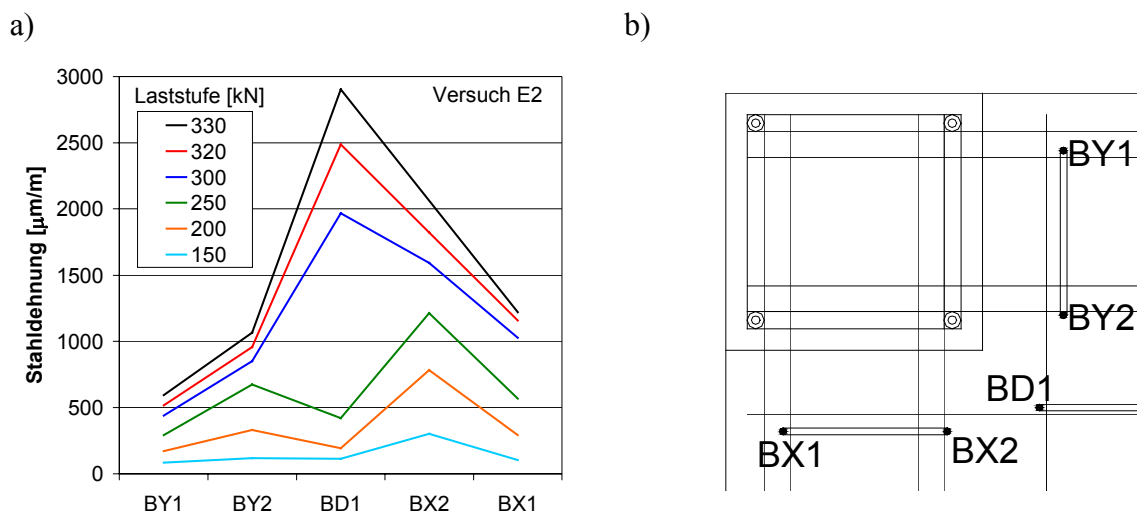 a)
b)
Stahldehnung [µm/m]
3000
2500
2000
1500
1000
500
0
Laststufe [kN]
330
320
300
250
200
150
Versuch E2
BY1 BY2 BD1 BX2 BX1
BY1
BY2
BD1
BX1 BX2